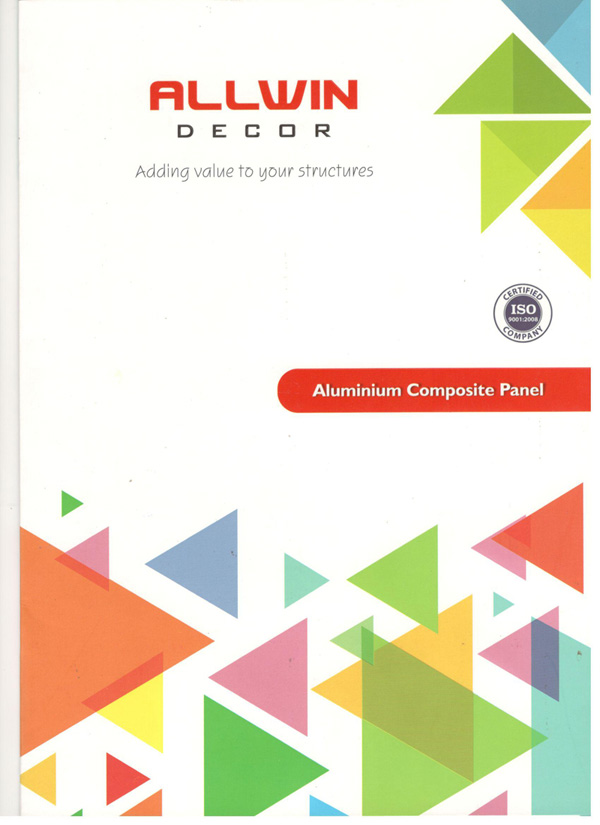 ALLWIN
DECOR
Adding value to your structures
CERTIFIED
ISO
9001:2008
COMPANY
Aluminium Composite Panel